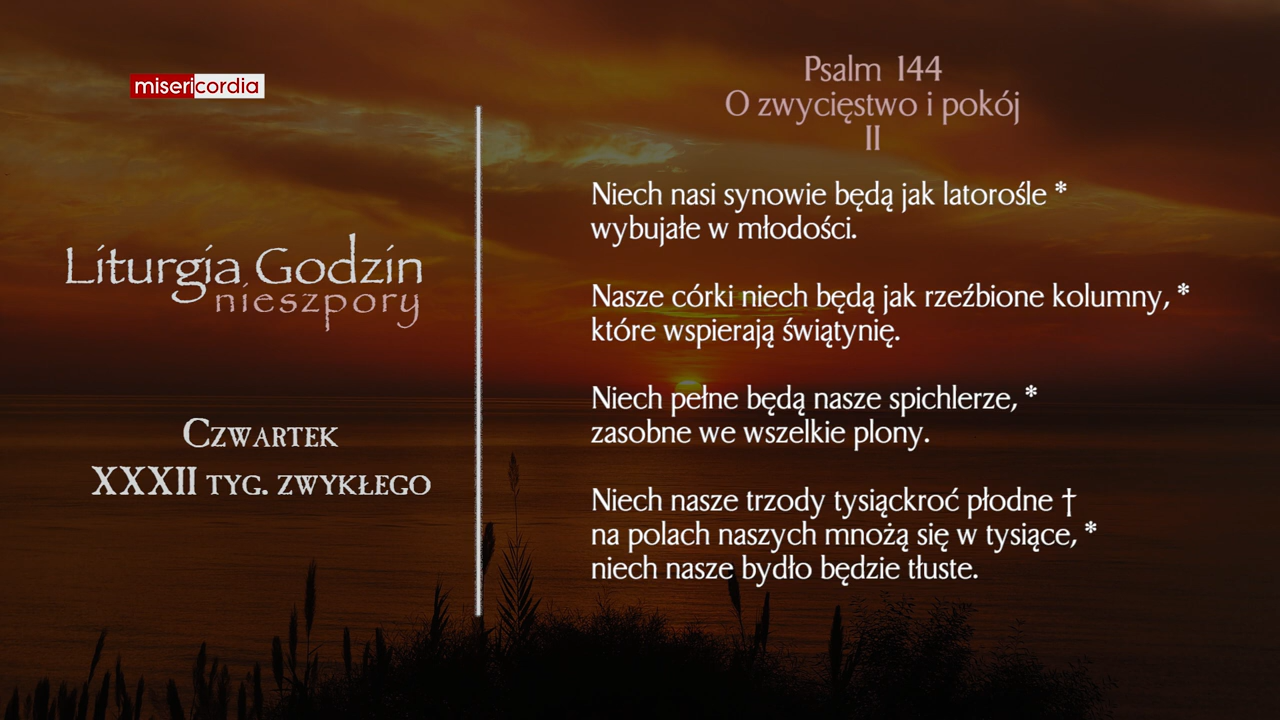 misericordia
Liturgia Godzin
nieszpory
Czwartek
XXXII tyg. zwykłego
Psalm 144
O zwycięstwo i pokój
II
Niech nasi synowie będą jak latorośle *
wybujałe w młodości.
Nasze córki niech będą jak rzeźbione kolumny, *
które wspierają świątynię.
Niech pełne będą nasze spichlerze, *
zasobne we wszelkie plony.
Niech nasze trzody tysiąckroć płodne †
na polach naszych mnożą się w tysiące, *
niech nasze bydło będzie tłuste.